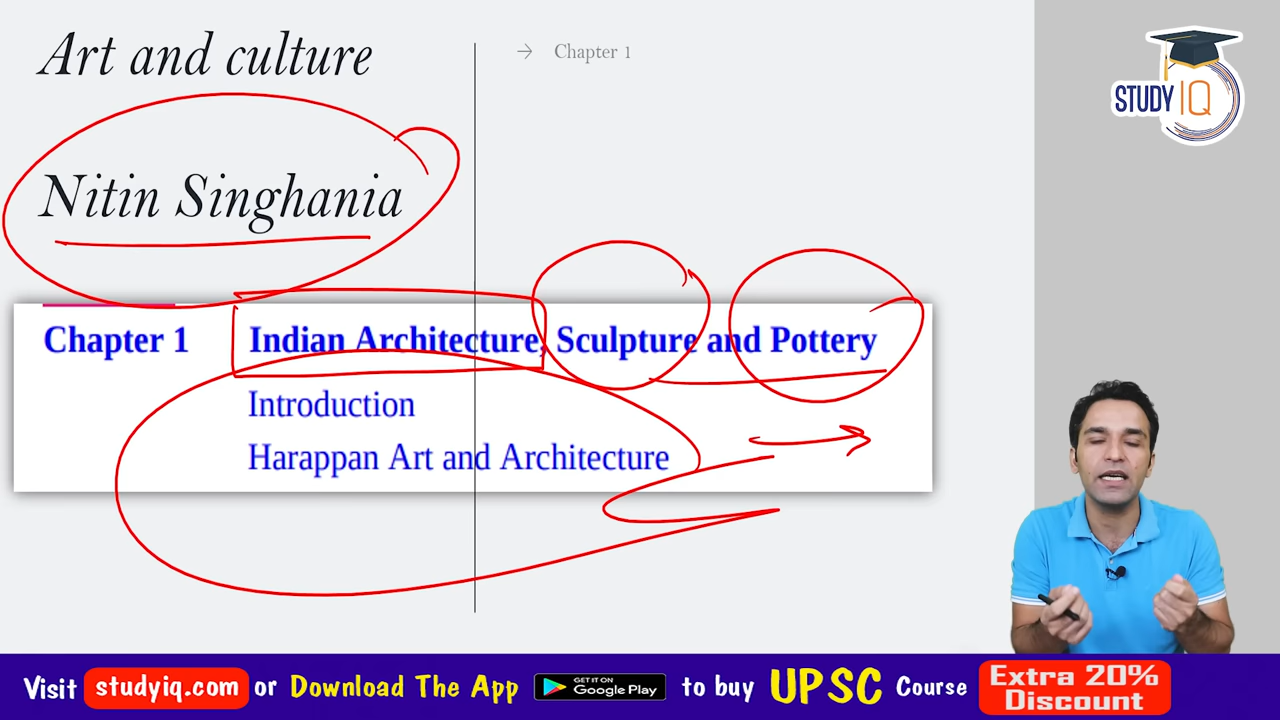 Art and culture
→ Chapter 1
STUDY IQ
Nitin Singhania
Chapter 1 Indian Architecture, Sculpture and Pottery
Introduction
Harappan Art and Architecture
Visit studyiq.com or Download The App GET IT ON Google Play to buy UPSC Course Extra 20% Discount